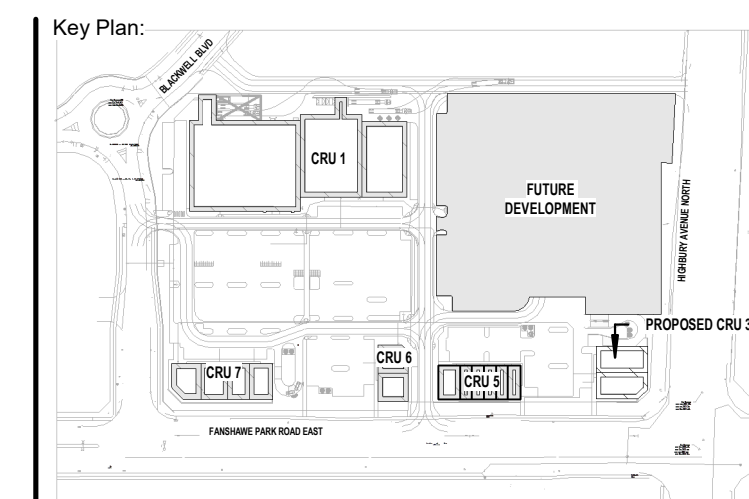 Key Plan:
BLACKWELL BLVD
CRU 1
FUTURE
DEVELOPMENT
HIGHBURY AVENUE NORTH
PROPOSED CRU 3
CRU 7
CRU 6
CRU 5
FANSHAWE PARK ROAD EAST